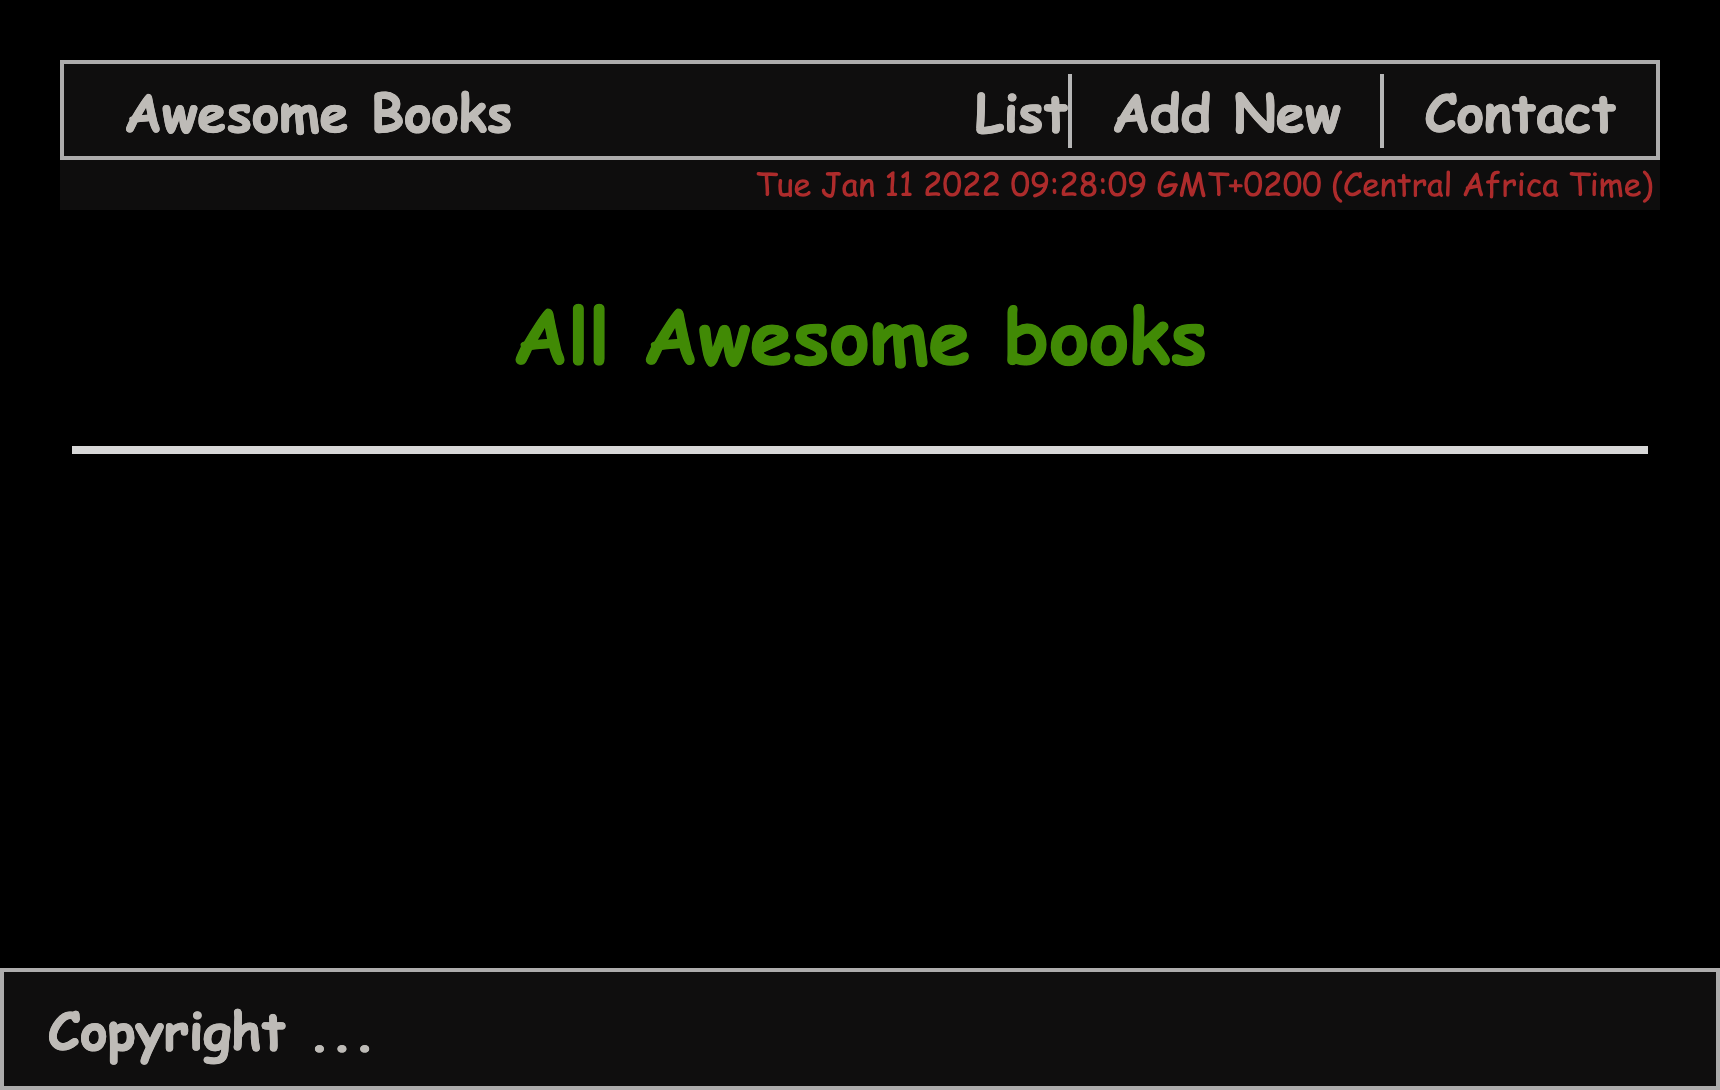 Awesome Books List Add New Contact
Tue Jan 11 2022 09:28:09 GMT+0200 (Central Africa Time)
All Awesome books
Copyright ...